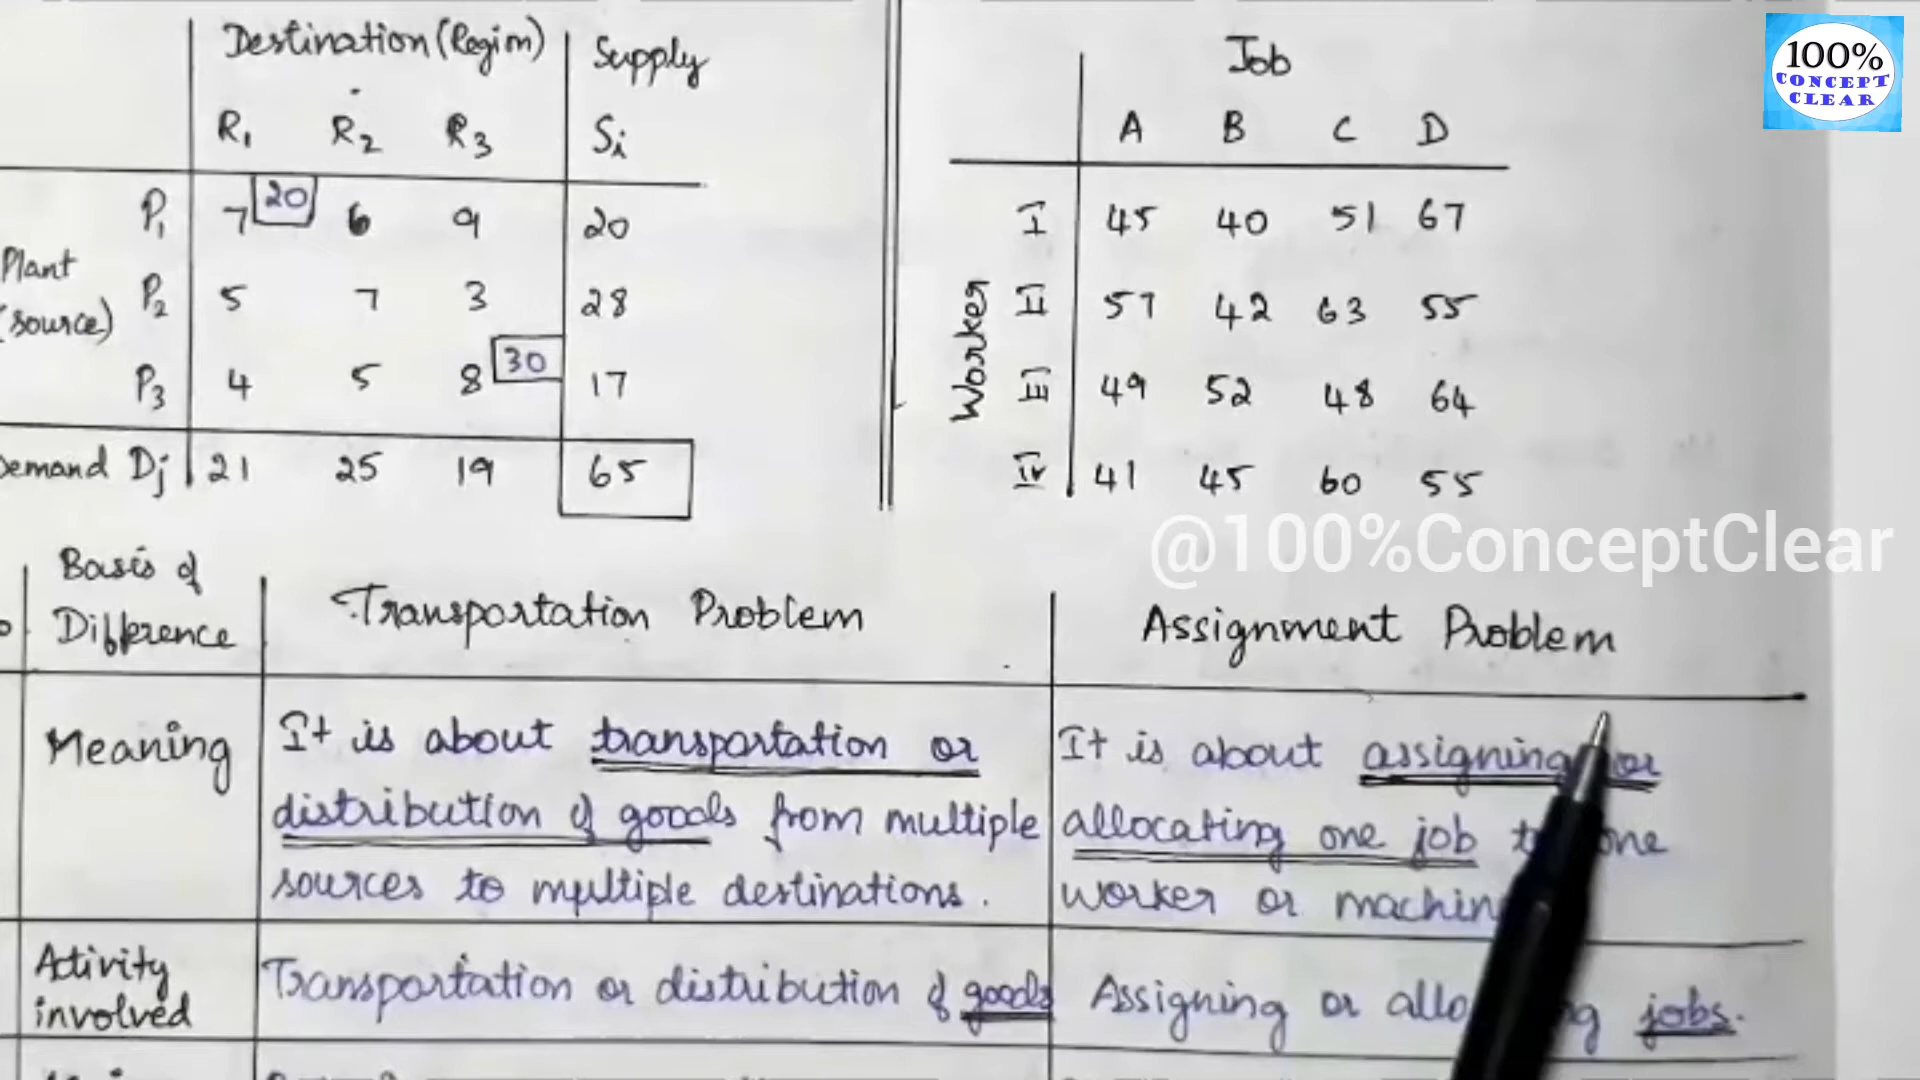 Destination (Region) Supply
R1 R2 R3 Si
P1 7 20 6 9 20
Plant
(source)
P2 5 7 3 28
P3 4 5 8 30 17
Demand Dj 21 25 19 65
Job
A B C D
Worker
I 45 40 51 67
II 57 42 63 55
III 49 52 48 64
IV 41 45 60 55
100%
CONCEPT
CLEAR
@100%ConceptClear
Basis of
Difference
Transportation Problem
Assignment Problem
Meaning
It is about transportation or
distribution of goods from multiple
sources to multiple destinations.
It is about assigning or
allocating one job one
worker or
Activity
involved
Transportation or distribution of goods
Assigning or jobs.